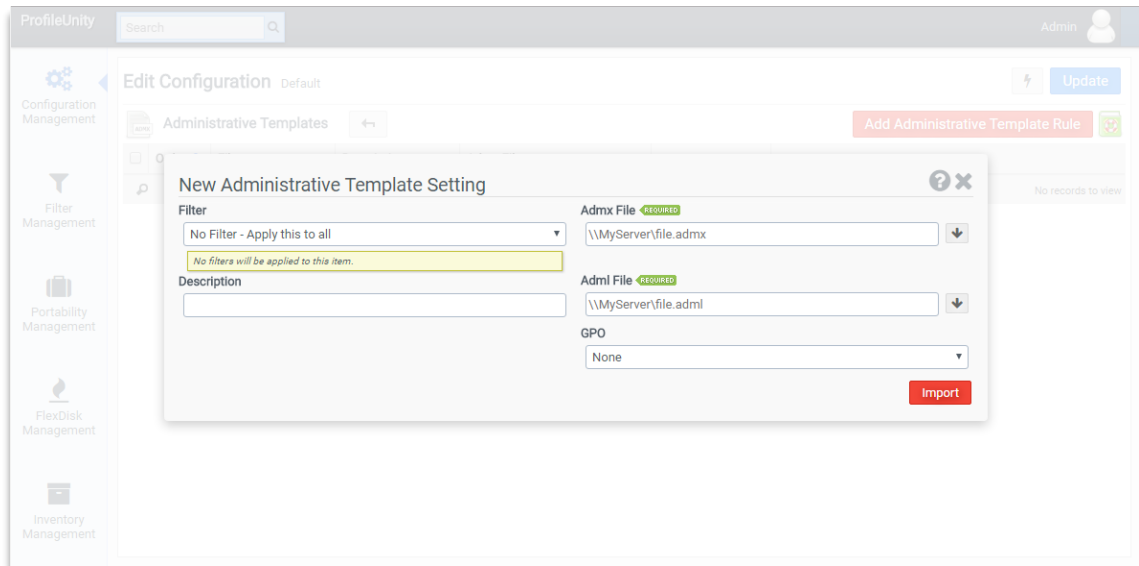 ProfileUnity
Search
Admin
Configuration
Management
Edit Configuration Default
Update
ADMX
Administrative Templates
Add Administrative Template Rule
New Administrative Template Setting
No records to view
Filter
Management
Filter
Admx File REQUIRED
No Filter - Apply this to all
\\MyServer\file.admx
No filters will be applied to this item.
Description
Adml File REQUIRED
\\MyServer\file.adml
Portability
Management
GPO
None
Import
FlexDisk
Management
Inventory
Management